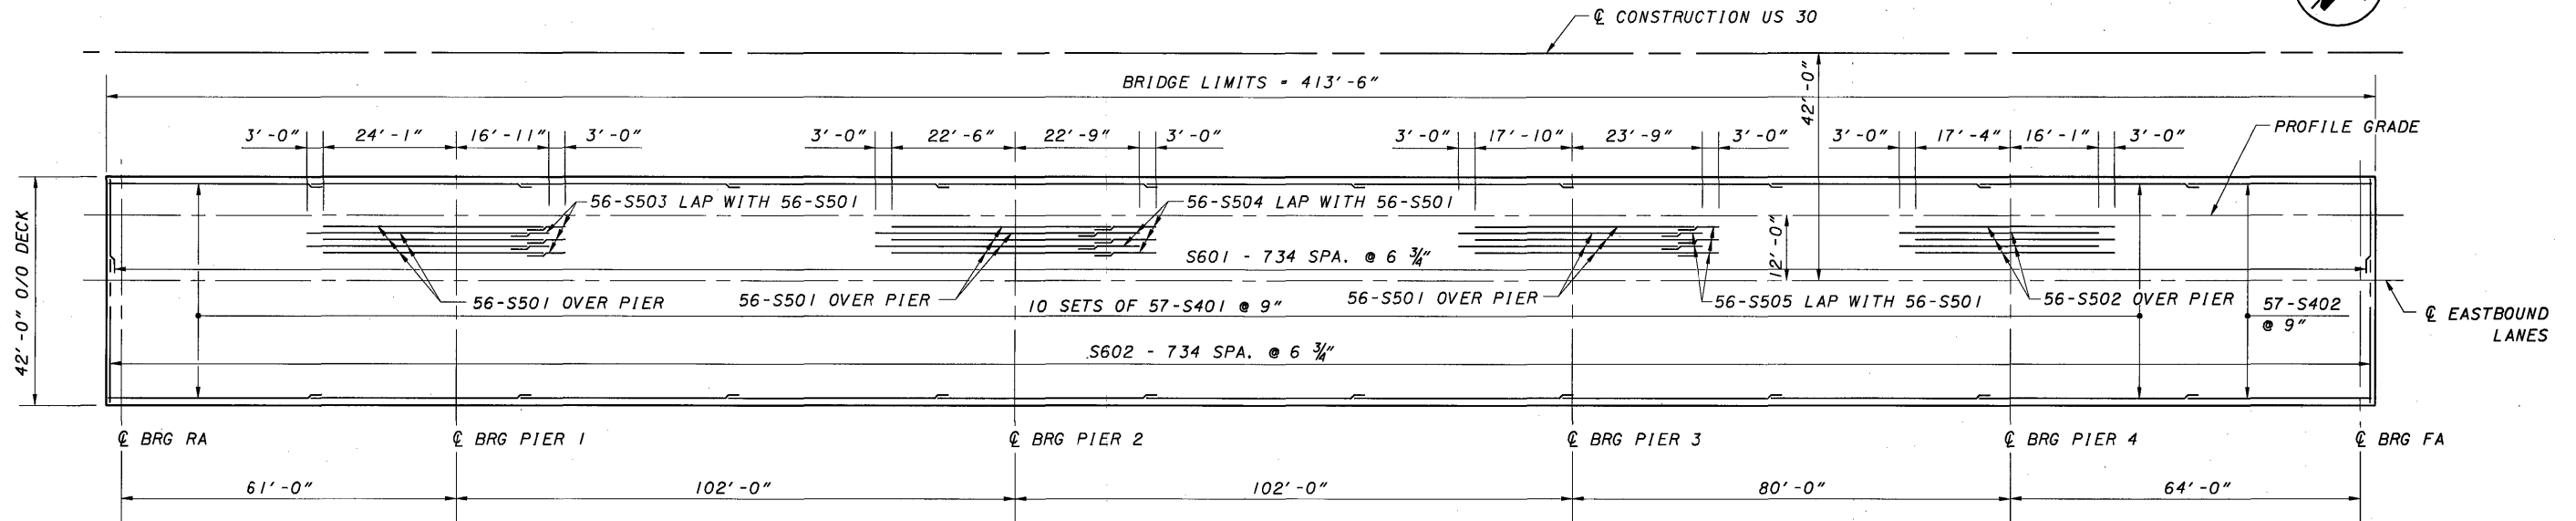 ℄ CONSTRUCTION US 30
BRIDGE LIMITS = 413'-6"
42'-0"
3'-0" 24'-1" 16'-11" 3'-0" 3'-0" 22'-6" 22'-9" 3'-0" 3'-0" 17'-10" 23'-9" 3'-0" 3'-0" 17'-4" 16'-1" 3'-0"
PROFILE GRADE
56-S503 LAP WITH 56-S501
56-S504 LAP WITH 56-S501
42'-0" O/O DECK
12'-0"
S601 - 734 SPA. @ 6 3/4"
56-S501 OVER PIER
56-S501 OVER PIER
10 SETS OF 57-S401 @ 9"
56-S501 OVER PIER
56-S505 LAP WITH 56-S501
56-S502 OVER PIER
57-S402
@ 9"
℄ EASTBOUND
LANES
S602 - 734 SPA. @ 6 3/4"
℄ BRG RA
℄ BRG PIER 1
℄ BRG PIER 2
℄ BRG PIER 3
℄ BRG PIER 4
℄ BRG FA
61'-0" 102'-0" 102'-0" 80'-0" 64'-0"